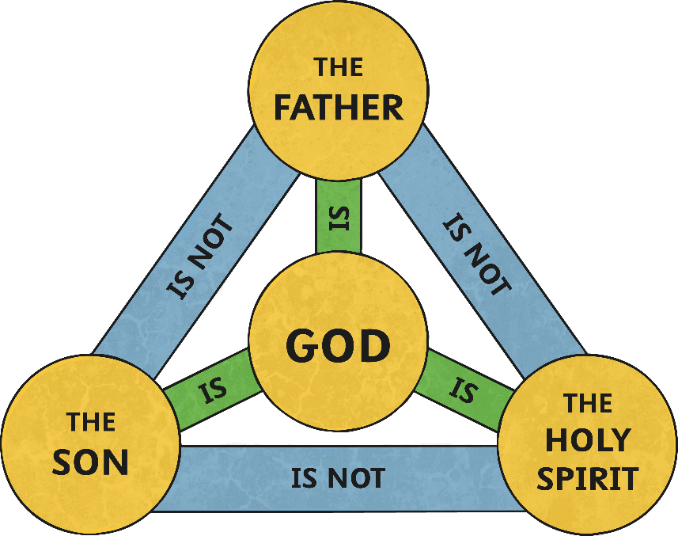 THE
FATHER
IS NOT
IS
IS NOT
GOD
IS
IS
THE
SON
THE
HOLY
SPIRIT
IS NOT